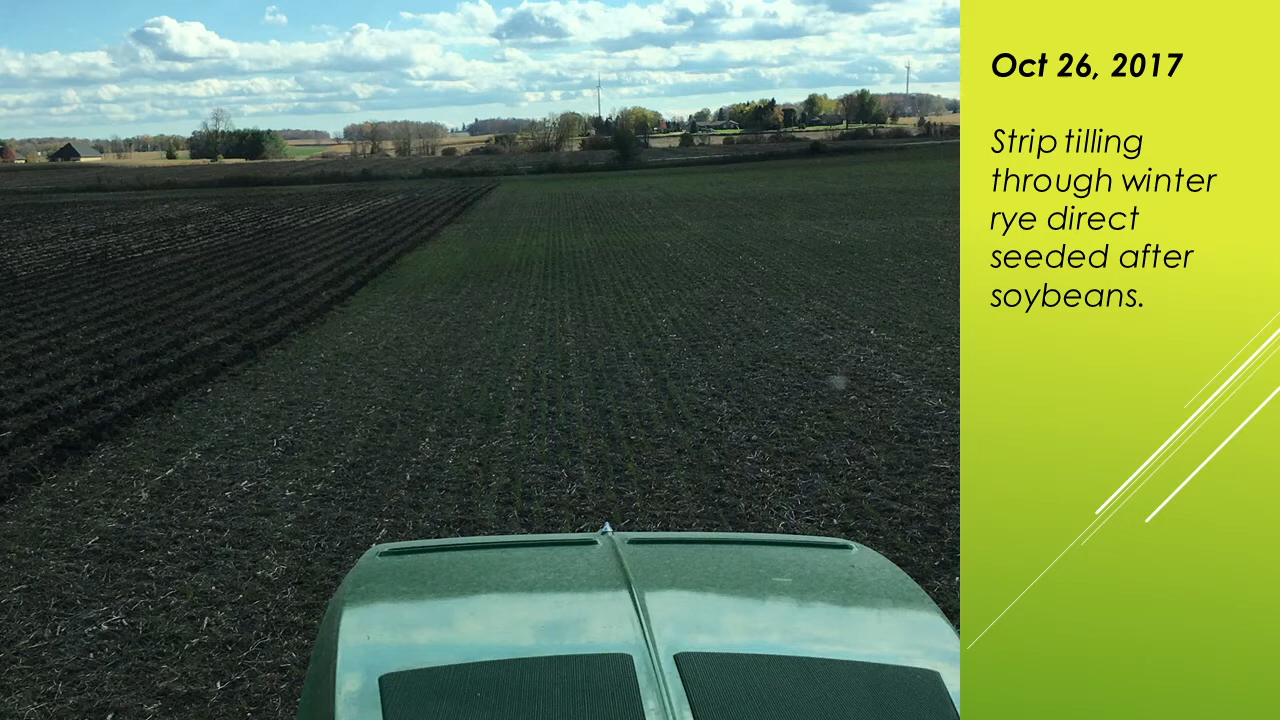 Oct 26, 2017
Strip tilling
through winter
rye direct
seeded after
soybeans.